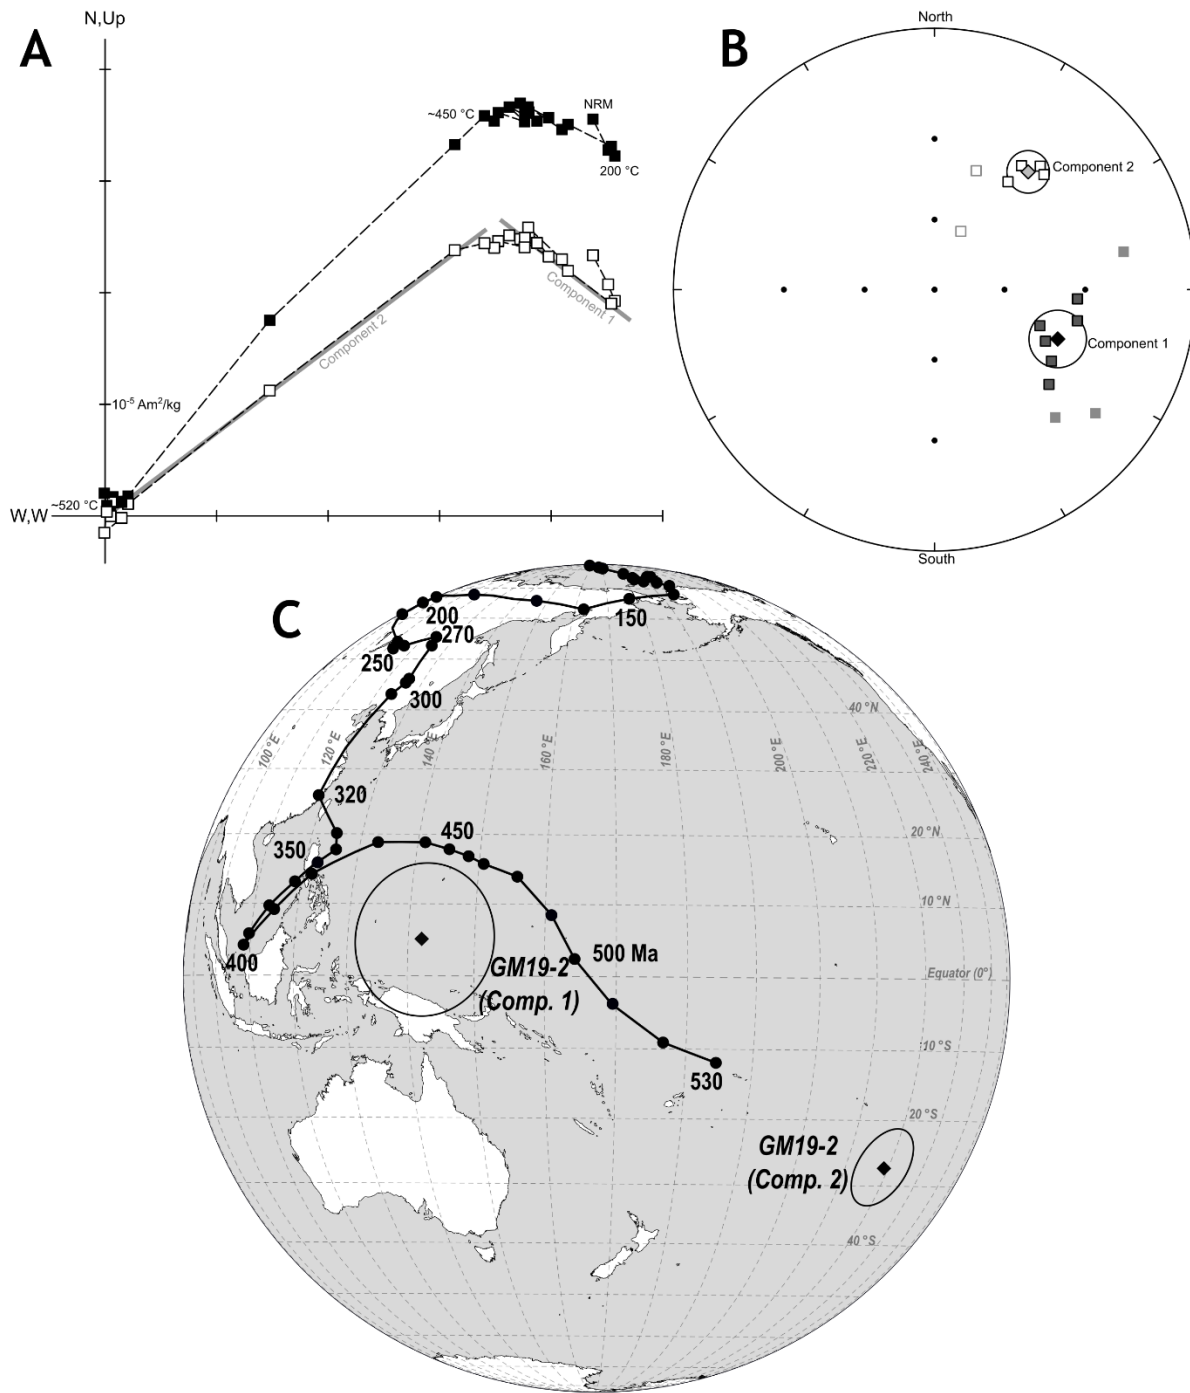 A
N,Up
~450 °C
NRM
200 °C
Component 1
Component 2
10⁻⁵ Am²/kg
~520 °C
W,W
B
North
Component 2
Component 1
South
C
200
150
270
250
300
40°N
100°E
120°E
140°E
160°E
180°E
200°E
220°E
240°E
320
20°N
450
350
10°N
400
500 Ma
GM19-2
(Comp. 1)
Equator (0°)
10°S
530
20°S
GM19-2
(Comp. 2)
40°S